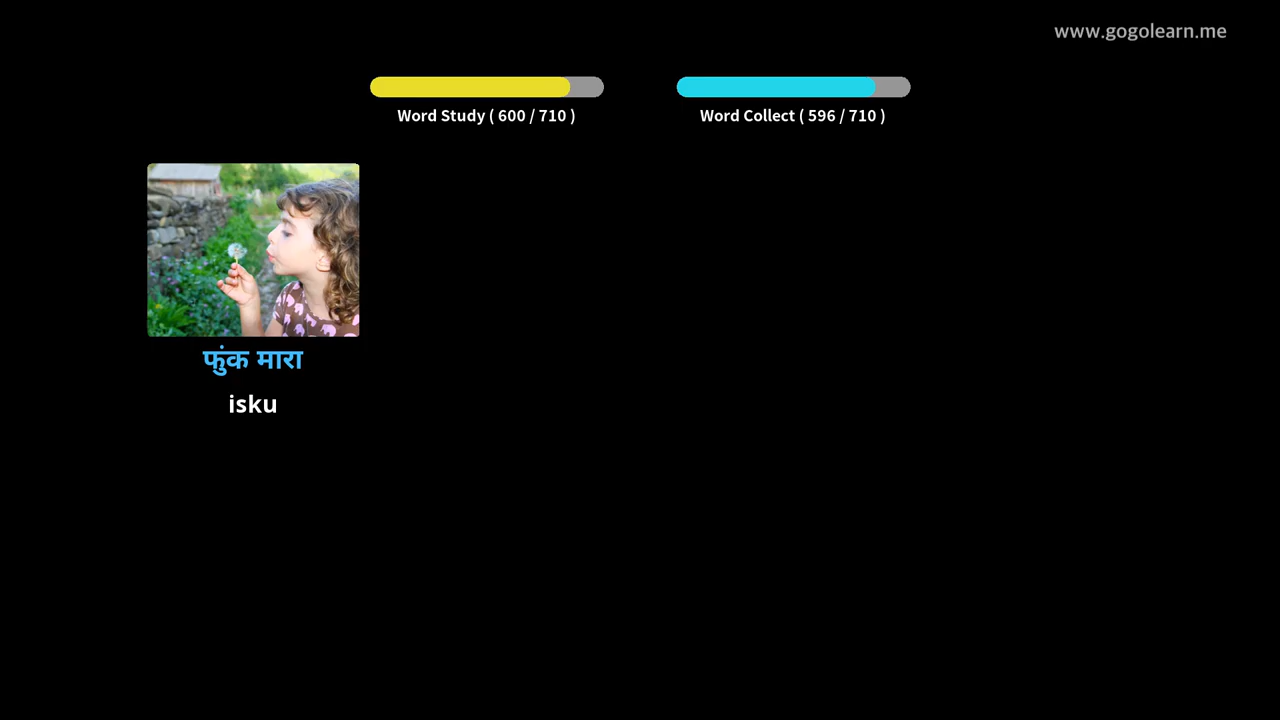 www.gogolearn.me
Word Study ( 600 / 710 )
Word Collect ( 596 / 710 )
फुंक मारा
isku